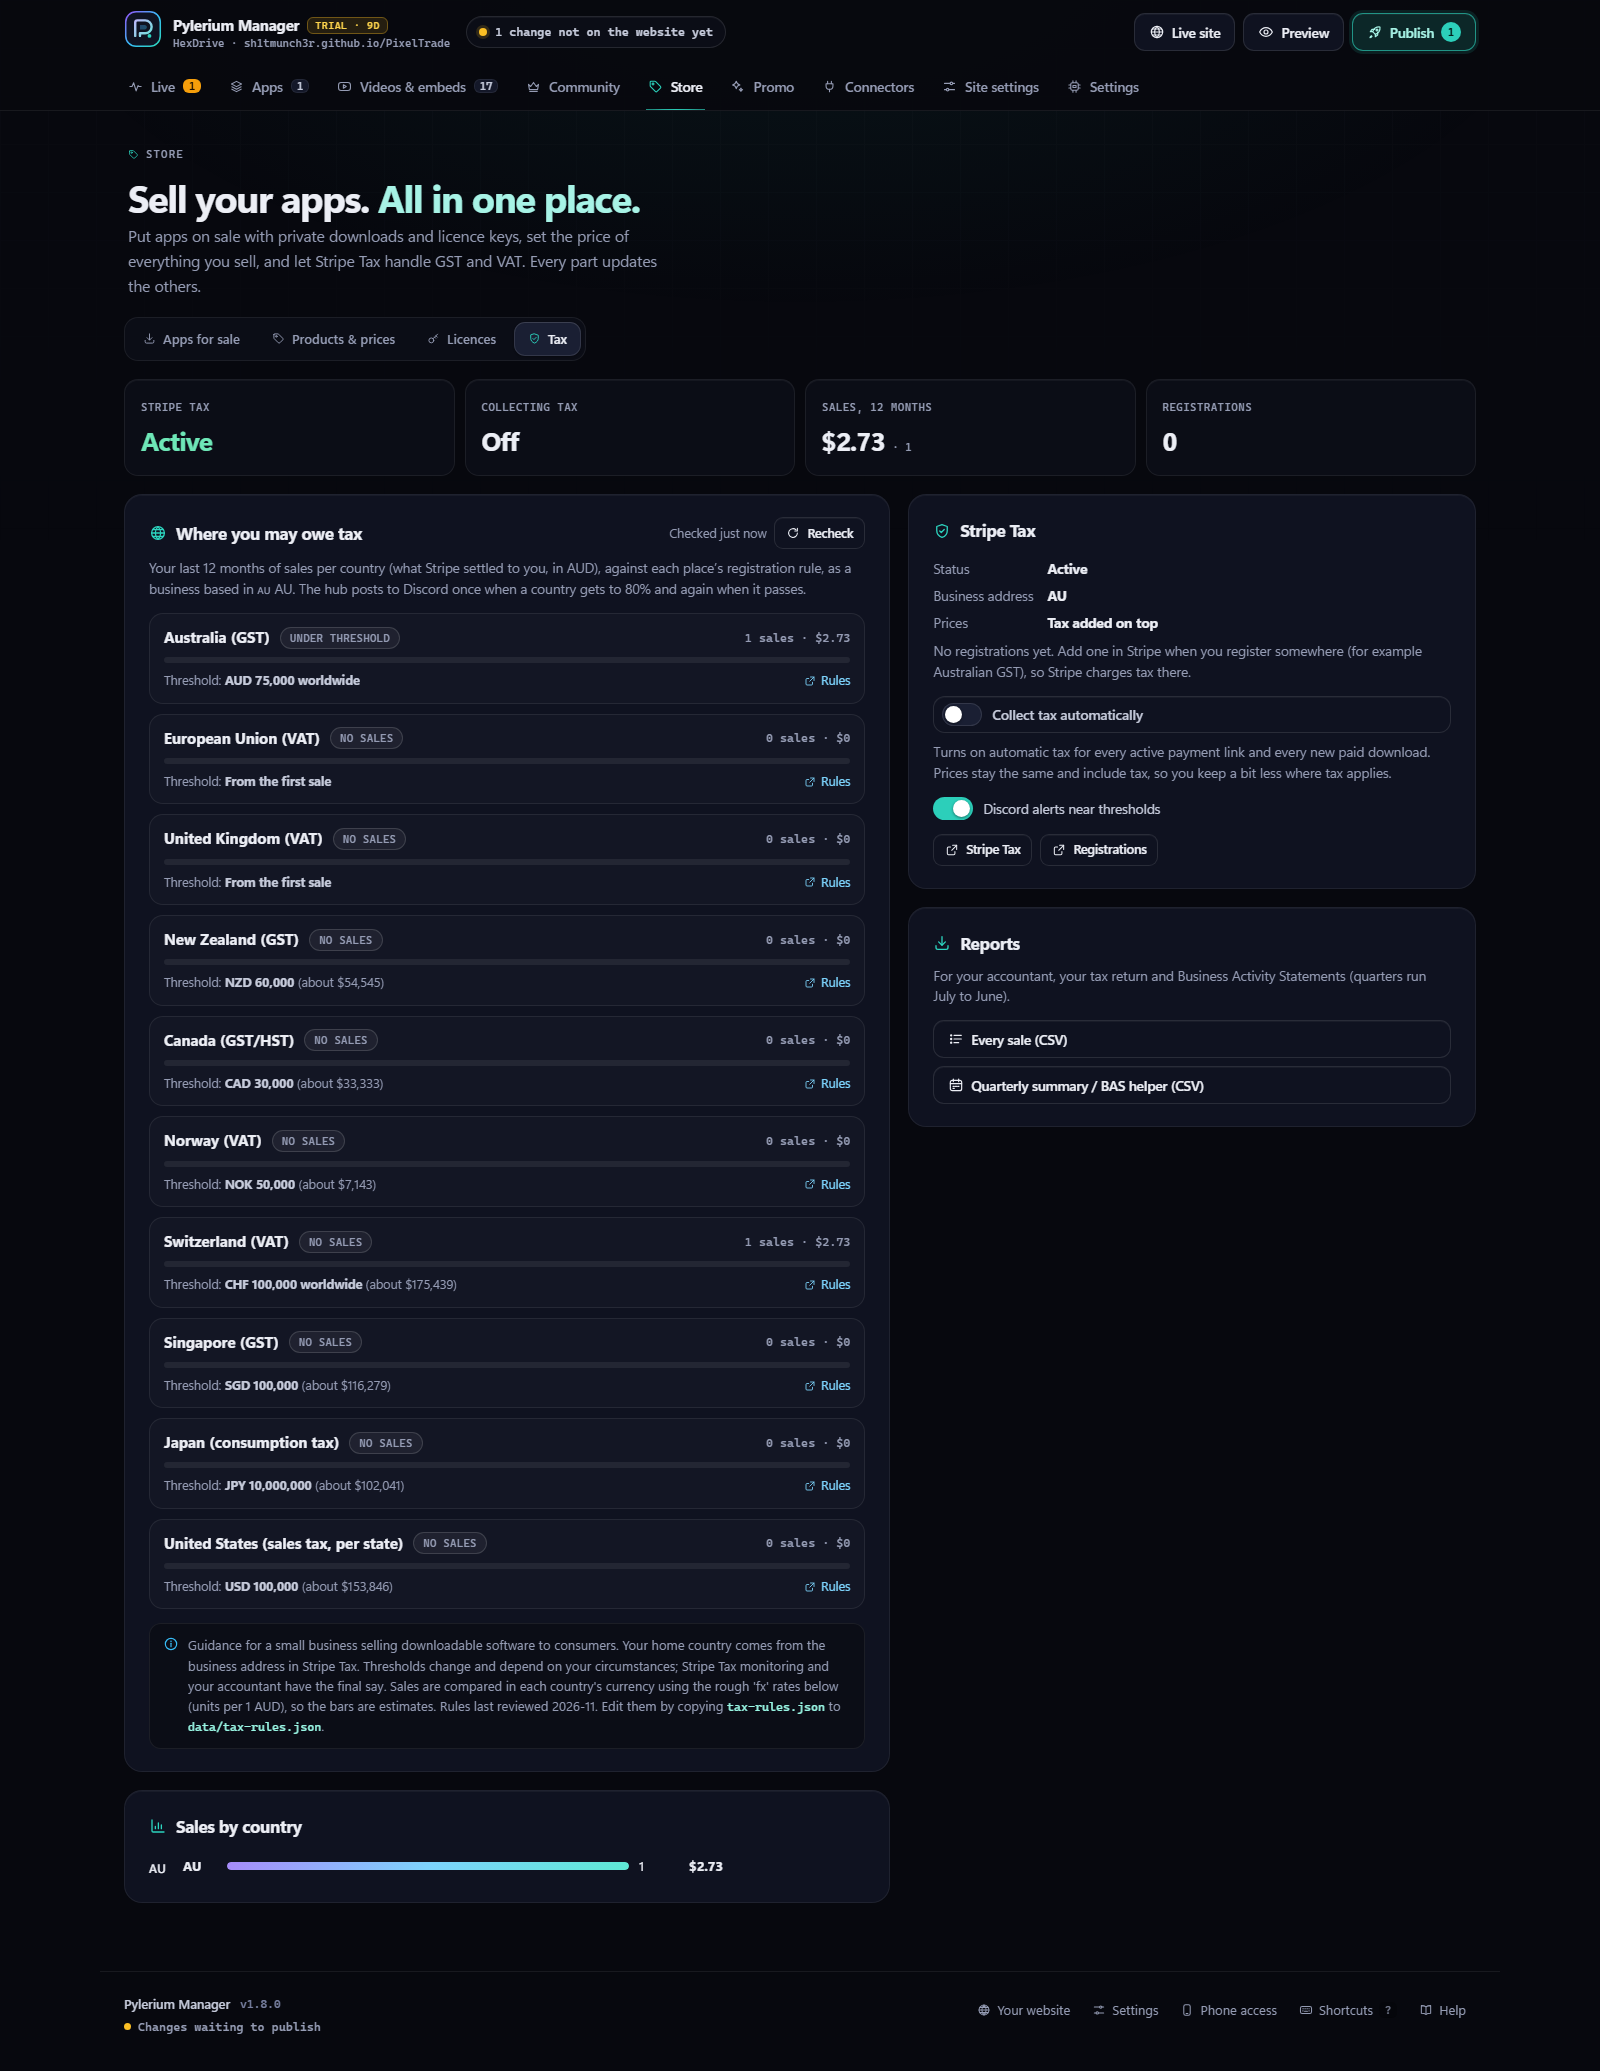 Pylerium Manager TRIAL · 9D
HexDrive · sh1tmunch3r.github.io/PixelTrade
1 change not on the website yet
Live site
Preview
Publish 1
Live 1
Apps 1
Videos & embeds 17
Community
Store
Promo
Connectors
Site settings
Settings
STORE
Sell your apps. All in one place.
Put apps on sale with private downloads and licence keys, set the price of
everything you sell, and let Stripe Tax handle GST and VAT. Every part updates
the others.
Apps for sale
Products & prices
Licences
Tax
STRIPE TAX
Active
COLLECTING TAX
Off
SALES, 12 MONTHS
$2.73 · 1
REGISTRATIONS
0
Where you may owe tax
Checked just now
Recheck
Your last 12 months of sales per country (what Stripe settled to you, in AUD), against each place's registration rule, as a
business based in AU AU. The hub posts to Discord once when a country gets to 80% and again when it passes.
Australia (GST) UNDER THRESHOLD 1 sales · $2.73
Threshold: AUD 75,000 worldwide Rules
European Union (VAT) NO SALES 0 sales · $0
Threshold: From the first sale Rules
United Kingdom (VAT) NO SALES 0 sales · $0
Threshold: From the first sale Rules
New Zealand (GST) NO SALES 0 sales · $0
Threshold: NZD 60,000 (about $54,545) Rules
Canada (GST/HST) NO SALES 0 sales · $0
Threshold: CAD 30,000 (about $33,333) Rules
Norway (VAT) NO SALES 0 sales · $0
Threshold: NOK 50,000 (about $7,143) Rules
Switzerland (VAT) NO SALES 1 sales · $2.73
Threshold: CHF 100,000 worldwide (about $175,439) Rules
Singapore (GST) NO SALES 0 sales · $0
Threshold: SGD 100,000 (about $116,279) Rules
Japan (consumption tax) NO SALES 0 sales · $0
Threshold: JPY 10,000,000 (about $102,041) Rules
United States (sales tax, per state) NO SALES 0 sales · $0
Threshold: USD 100,000 (about $153,846) Rules
Guidance for a small business selling downloadable software to consumers. Your home country comes from the
business address in Stripe Tax. Thresholds change and depend on your circumstances; Stripe Tax monitoring and
your accountant have the final say. Sales are compared in each country's currency using the rough 'fx' rates below
(units per 1 AUD), so the bars are estimates. Rules last reviewed 2026-11. Edit them by copying tax-rules.json to
data/tax-rules.json.
Sales by country
AU AU 1 $2.73
Stripe Tax
Status Active
Business address AU
Prices Tax added on top
No registrations yet. Add one in Stripe when you register somewhere (for example
Australian GST), so Stripe charges tax there.
Collect tax automatically
Turns on automatic tax for every active payment link and every new paid download.
Prices stay the same and include tax, so you keep a bit less where tax applies.
Discord alerts near thresholds
Stripe Tax
Registrations
Reports
For your accountant, your tax return and Business Activity Statements (quarters run
July to June).
Every sale (CSV)
Quarterly summary / BAS helper (CSV)
Pylerium Manager v1.8.0
Changes waiting to publish
Your website
Settings
Phone access
Shortcuts ?
Help